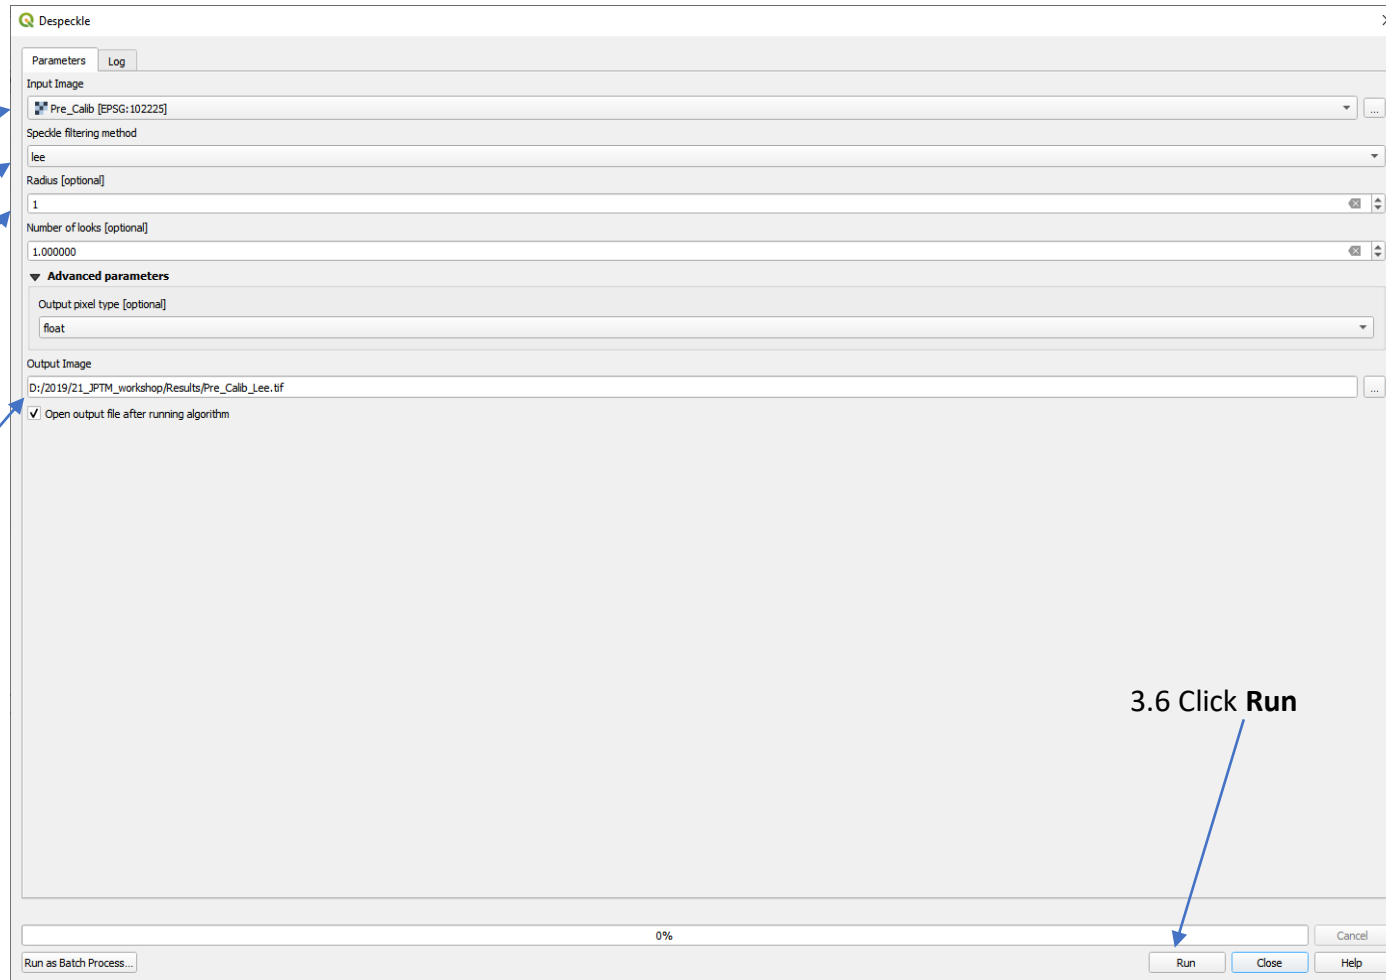 Despeckle
Parameters Log
Input Image
Pre_Calib [EPSG:102225]
...
Speckle filtering method
lee
Radius [optional]
1
Number of looks [optional]
1.000000
Advanced parameters
Output pixel type [optional]
float
Output Image
D:/2019/21_JPTM_workshop/Results/Pre_Calib_Lee.tif
...
Open output file after running algorithm
3.6 Click Run
0%
Cancel
Run as Batch Process...
Run
Close
Help